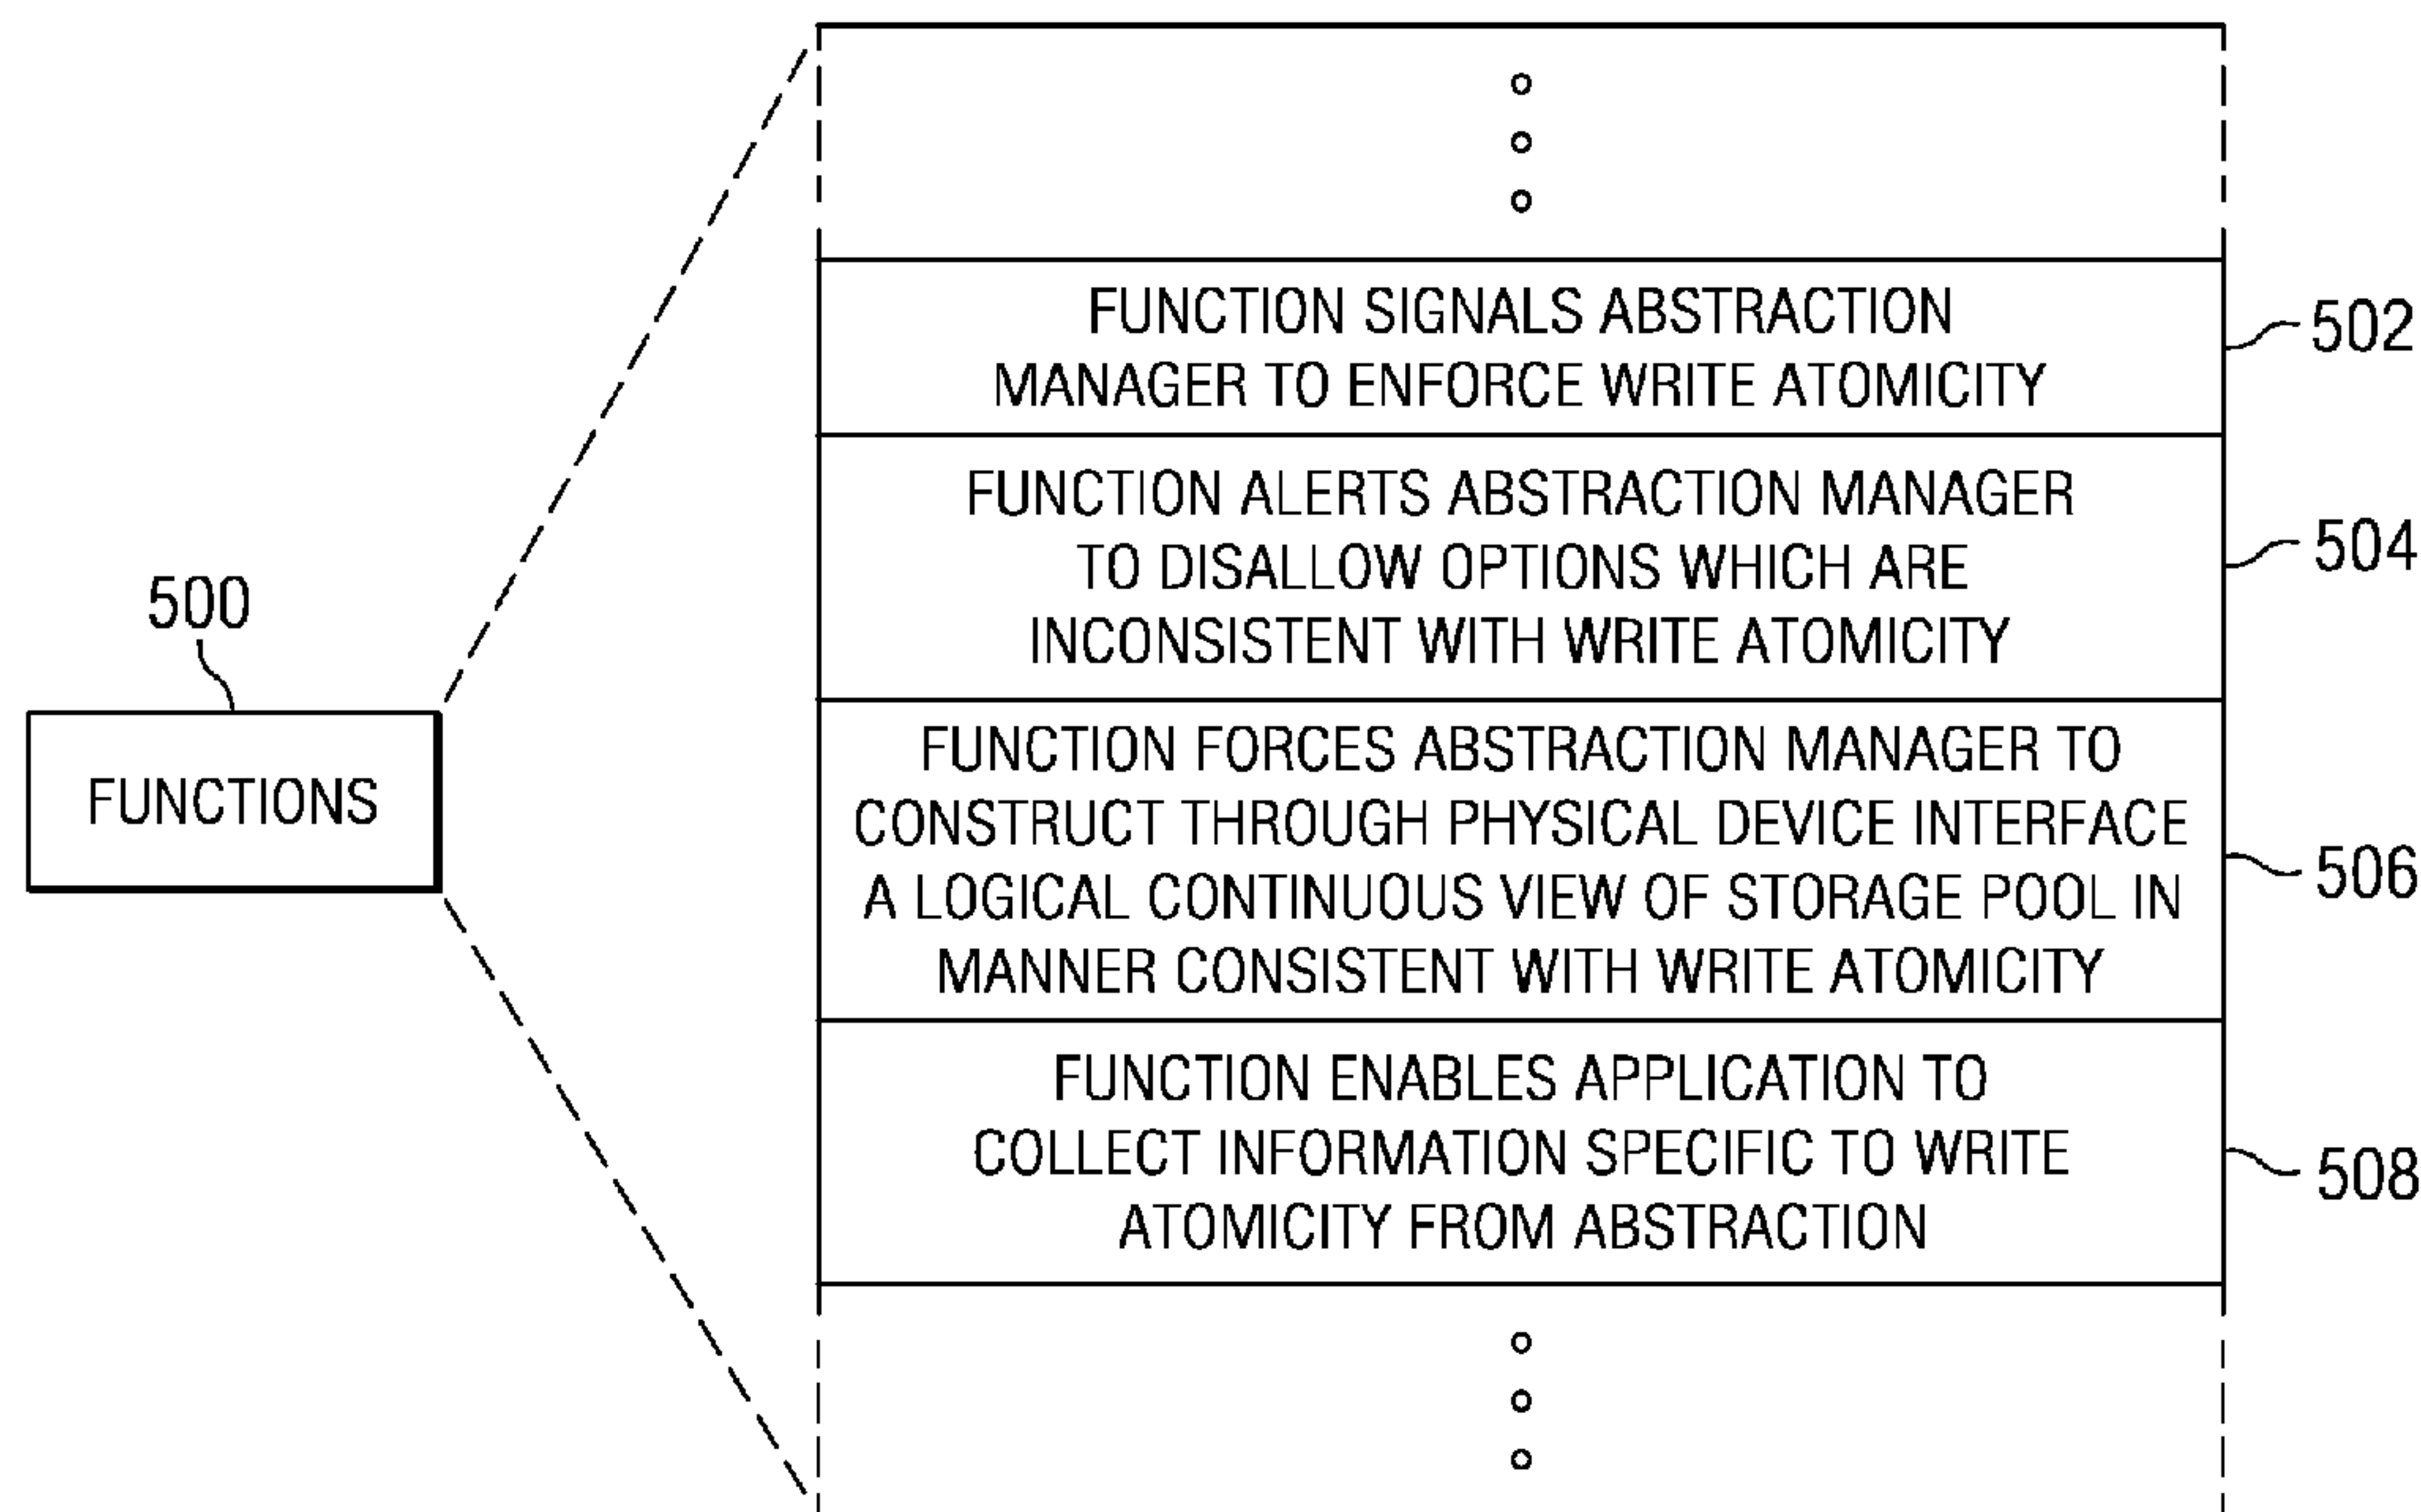 500
FUNCTIONS
FUNCTION SIGNALS ABSTRACTION
MANAGER TO ENFORCE WRITE ATOMICITY
502
FUNCTION ALERTS ABSTRACTION MANAGER
TO DISALLOW OPTIONS WHICH ARE
INCONSISTENT WITH WRITE ATOMICITY
504
FUNCTION FORCES ABSTRACTION MANAGER TO
CONSTRUCT THROUGH PHYSICAL DEVICE INTERFACE
A LOGICAL CONTINUOUS VIEW OF STORAGE POOL IN
MANNER CONSISTENT WITH WRITE ATOMICITY
506
FUNCTION ENABLES APPLICATION TO
COLLECT INFORMATION SPECIFIC TO WRITE
ATOMICITY FROM ABSTRACTION
508